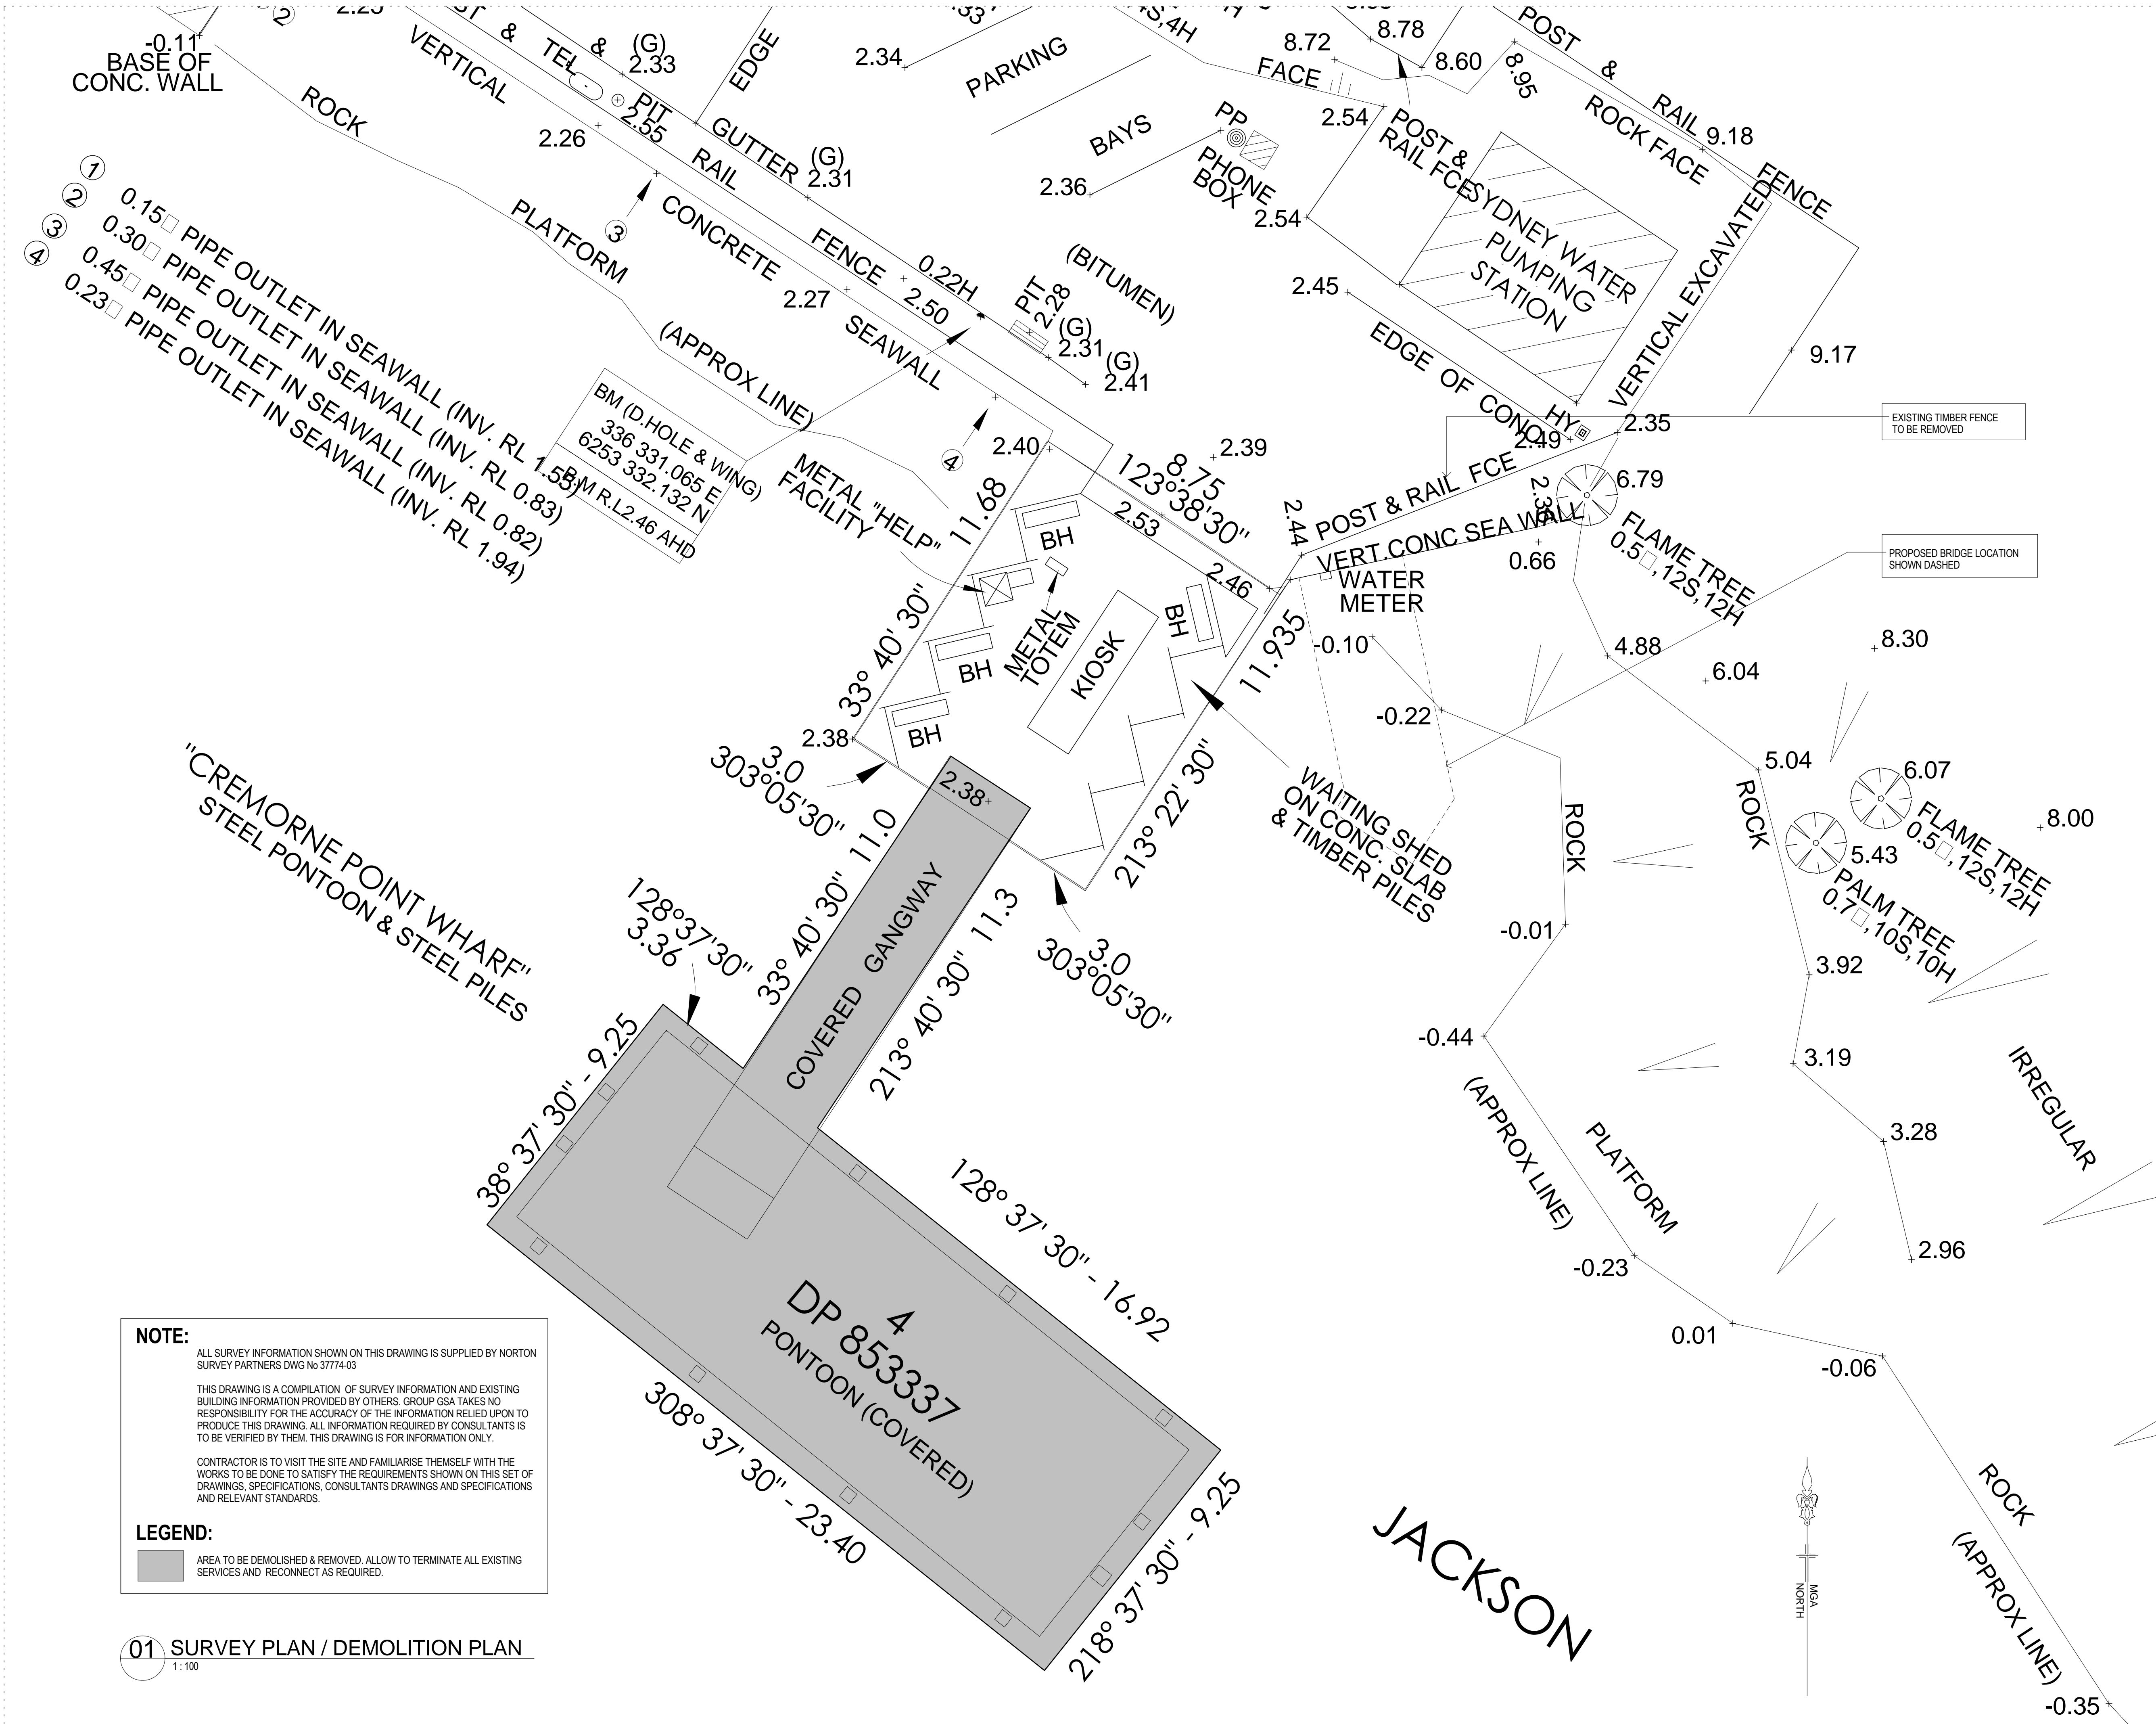 -0.11
BASE OF
CONC. WALL
2
2.25
VERTICAL
ROCK
ST & TEL
&
(G)
2.33
EDGE
PIT
2.55
2.26
GUTTER
(G)
2.31
RAIL
2.34
PARKING
BAYS
2.36
4S,4H
8.72
8.78
8.60
FACE
8.95
POST & RAIL FENCE
ROCK FACE
9.18
9.17
PP
PHONE
BOX
2.54
2.54
POST &
RAIL FCE
SYDNEY WATER
PUMPING
STATION
VERTICAL EXCAVATED
2.45
EDGE OF CONC
HY
2.49
2.35
PLATFORM
(APPROX LINE)
3
CONCRETE
SEAWALL
FENCE
0.22H
2.50
2.27
PIT
2.28
(G)
2.31
(G)
2.41
(BITUMEN)
1 0.15□ PIPE OUTLET IN SEAWALL (INV. RL 1.53)
2 0.30□ PIPE OUTLET IN SEAWALL (INV. RL 0.83)
3 0.45□ PIPE OUTLET IN SEAWALL (INV. RL 0.82)
4 0.23□ PIPE OUTLET IN SEAWALL (INV. RL 1.94)
BM (D.HOLE & WING)
336 331.065 E
6253 332.132 N
B.M R.L2.46 AHD
4
2.40
2.39
8.75
123°38'30"
METAL "HELP"
FACILITY
11.68
33° 40' 30"
2.53
2.46
BH
BH
BH
BH
METAL
TOTEM
KIOSK
2.44
POST & RAIL FCE
VERT.CONC SEA WALL
WATER
METER
0.66
6.79
FLAME TREE
0.5□,12S,12H
EXISTING TIMBER FENCE
TO BE REMOVED
PROPOSED BRIDGE LOCATION
SHOWN DASHED
-0.10
-0.22
11.935
213° 22' 30"
4.88
6.04
8.30
5.04
6.07
FLAME TREE
0.5□,12S,12H
8.00
5.43
PALM TREE
0.7□,10S,10H
ROCK
ROCK
2.38
3.0
303°05'30"
2.38
WAITING SHED
ON CONC. SLAB
& TIMBER PILES
"CREMORNE POINT WHARF"
STEEL PONTOON & STEEL PILES
128°37'30"
3.36
33° 40' 30" 11.0
COVERED GANGWAY
213° 40' 30" 11.3
3.0
303°05'30"
-0.01
-0.44
3.92
3.19
3.28
2.96
IRREGULAR
(APPROX LINE)
PLATFORM
-0.23
0.01
-0.06
38° 37' 30" - 9.25
128° 37' 30" - 16.92
4
DP 853337
PONTOON (COVERED)
308° 37' 30" - 23.40
218° 37' 30" - 9.25
JACKSON
MGA
NORTH
ROCK
(APPROX LINE)
-0.35
NOTE:
ALL SURVEY INFORMATION SHOWN ON THIS DRAWING IS SUPPLIED BY NORTON
SURVEY PARTNERS DWG No 37774-03
THIS DRAWING IS A COMPILATION OF SURVEY INFORMATION AND EXISTING
BUILDING INFORMATION PROVIDED BY OTHERS. GROUP GSA TAKES NO
RESPONSIBILITY FOR THE ACCURACY OF THE INFORMATION RELIED UPON TO
PRODUCE THIS DRAWING. ALL INFORMATION REQUIRED BY CONSULTANTS IS
TO BE VERIFIED BY THEM. THIS DRAWING IS FOR INFORMATION ONLY.
CONTRACTOR IS TO VISIT THE SITE AND FAMILIARISE THEMSELF WITH THE
WORKS TO BE DONE TO SATISFY THE REQUIREMENTS SHOWN ON THIS SET OF
DRAWINGS, SPECIFICATIONS, CONSULTANTS DRAWINGS AND SPECIFICATIONS
AND RELEVANT STANDARDS.
LEGEND:
AREA TO BE DEMOLISHED & REMOVED. ALLOW TO TERMINATE ALL EXISTING
SERVICES AND RECONNECT AS REQUIRED.
01 SURVEY PLAN / DEMOLITION PLAN
1 : 100